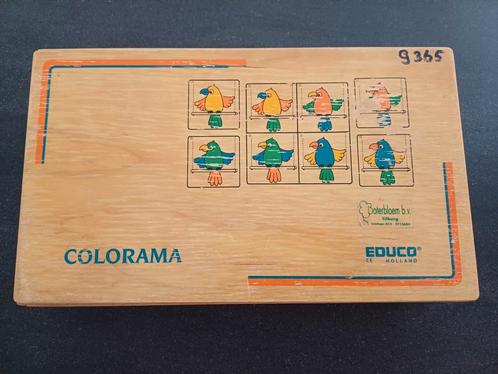 9365
Boterbloem b.v.
Tilburg
COLORAMA
EDUCO®
CE HOLLAND